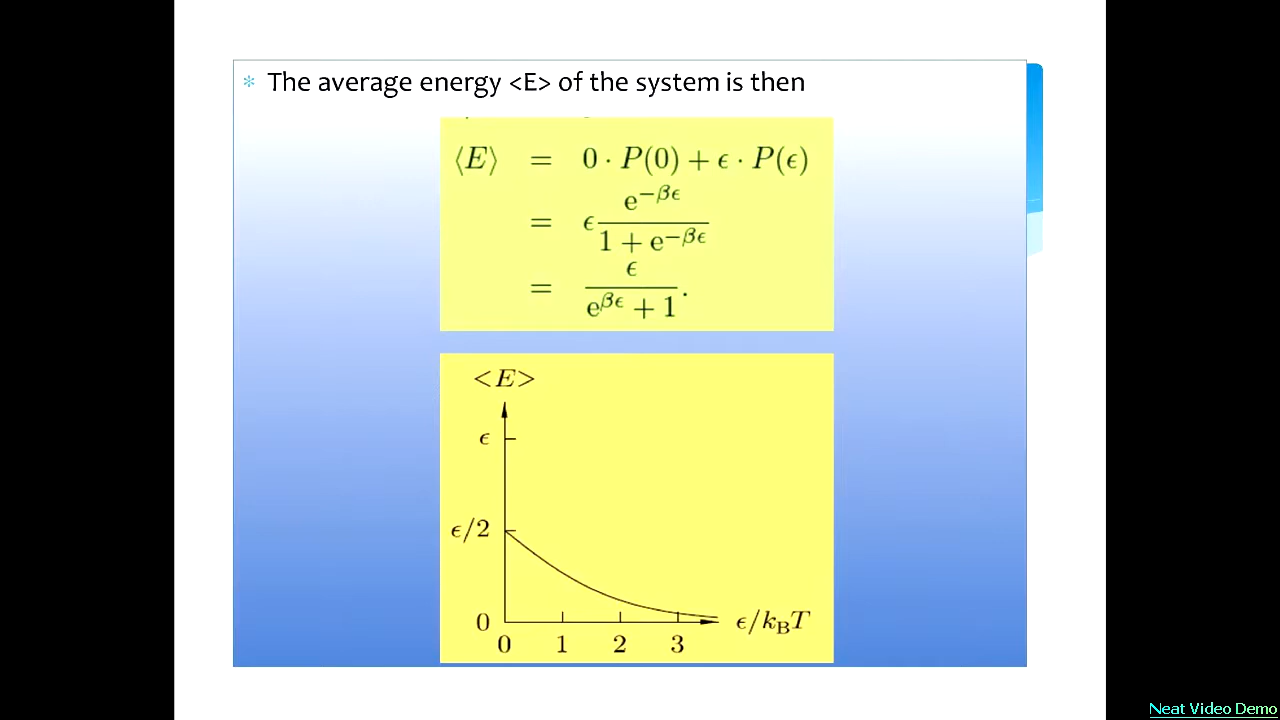 * The average energy <E> of the system is then
⟨E⟩ = 0 · P(0) + ϵ · P(ϵ)
= ϵ e^{−βϵ} / (1 + e^{−βϵ})
= ϵ / (e^{βϵ} + 1).
<E>
ϵ
ϵ/2
0
ϵ/k_BT
0 1 2 3
Neat Video Demo